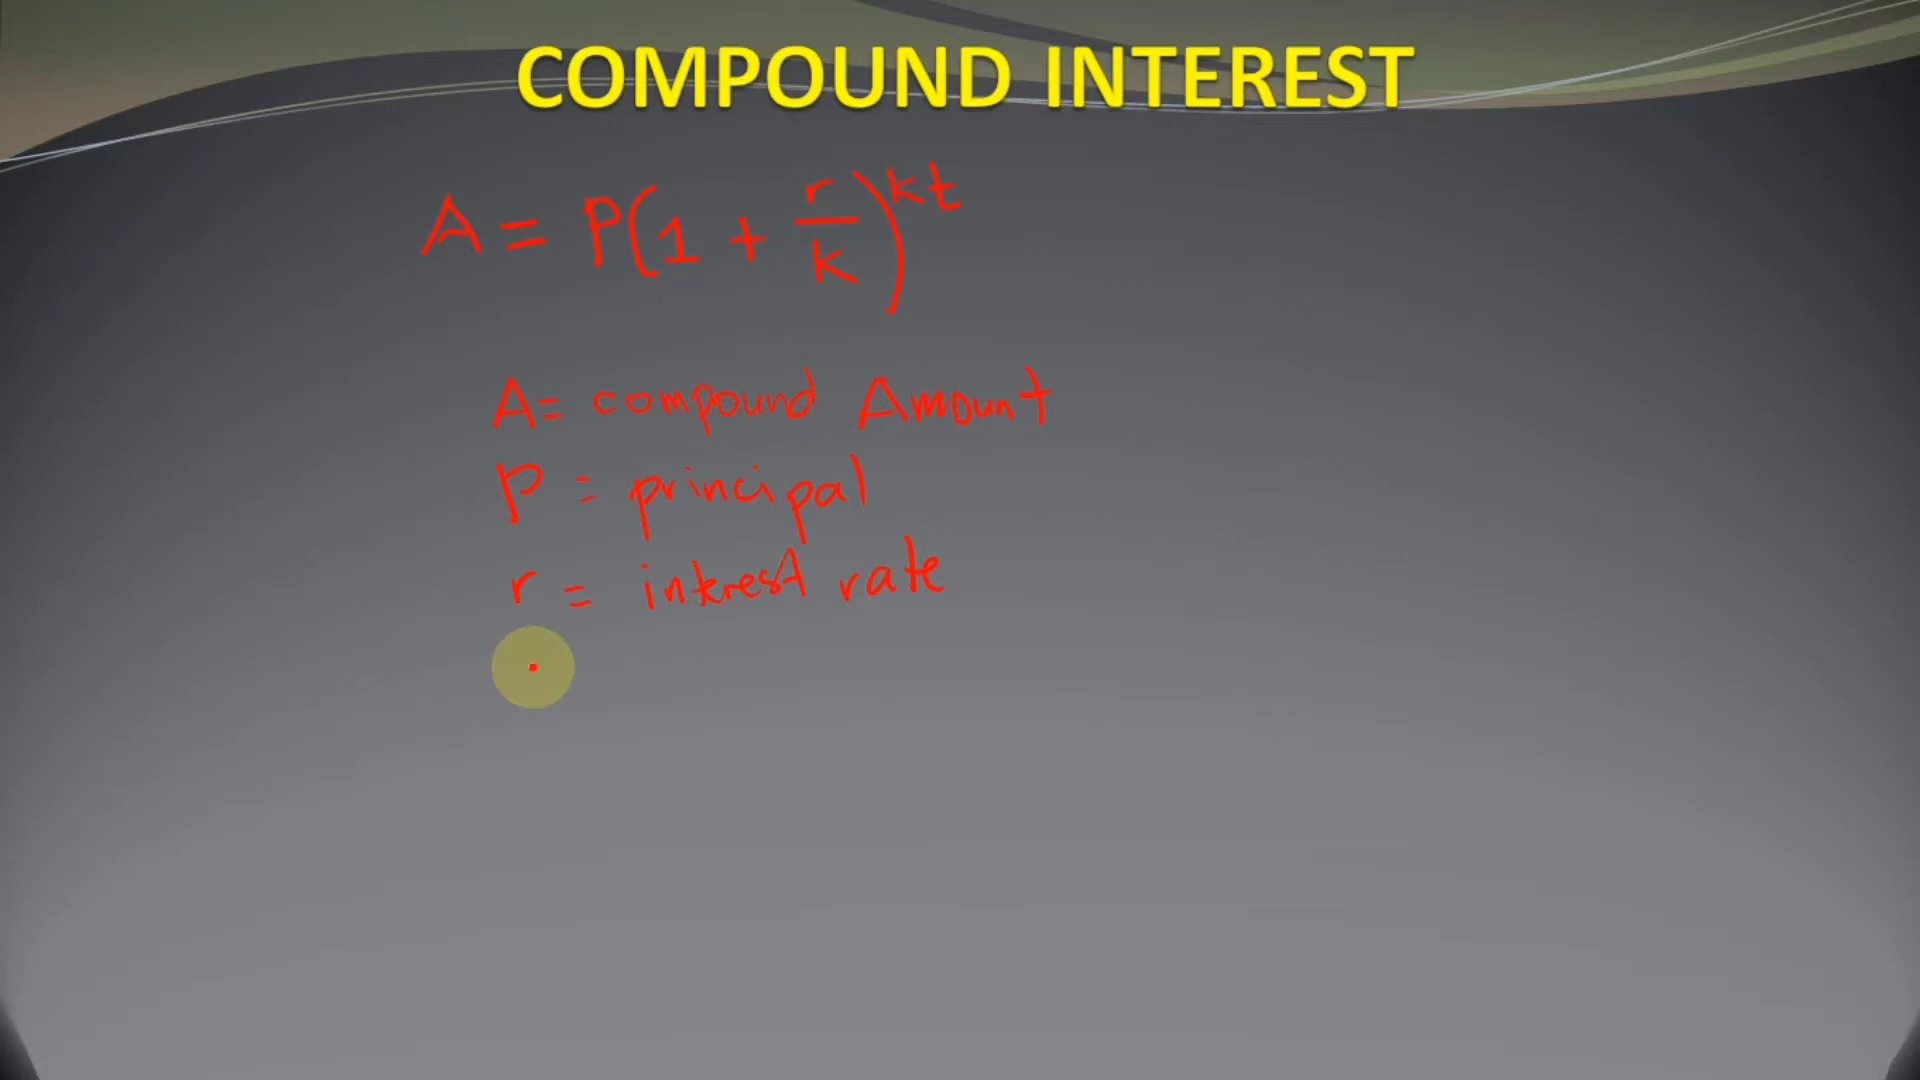 COMPOUND INTEREST
A = P(1 + r/k)^kt
A = compound Amount
P = principal
r = interest rate